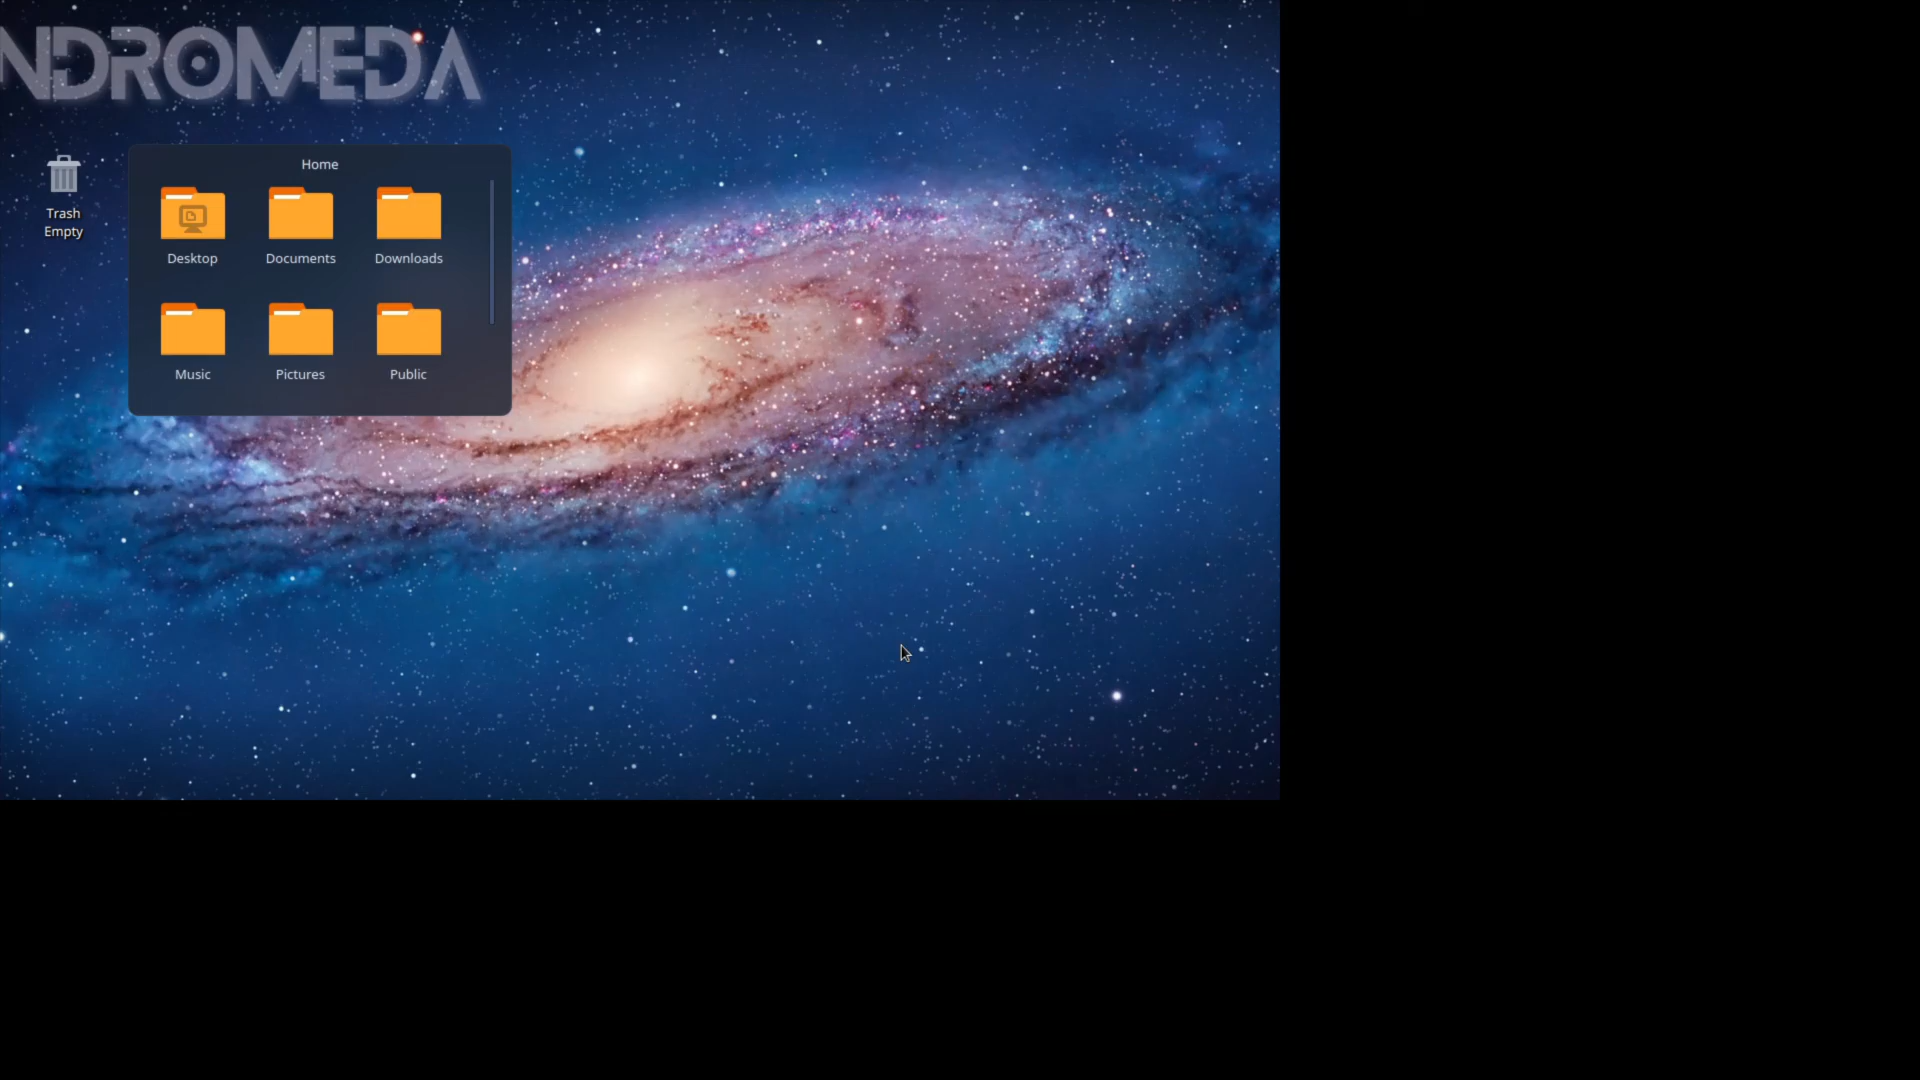 NDROMEDA
Home
Trash
Empty
Desktop
Documents
Downloads
Music
Pictures
Public